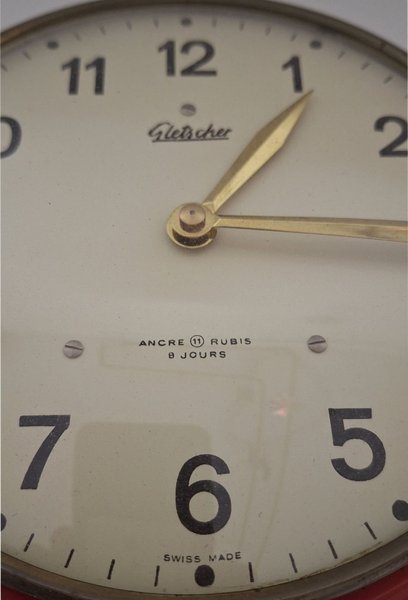 12
11
1
0
2
Gletscher
ANCRE 11 RUBIS
8 JOURS
7
5
6
SWISS MADE